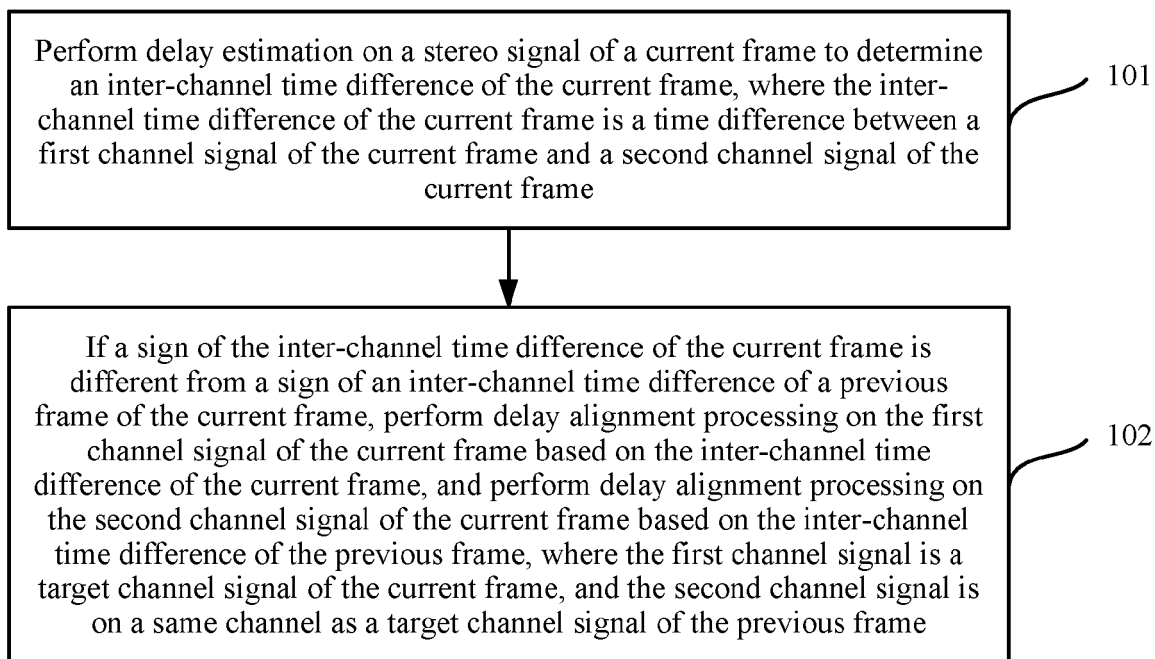 Perform delay estimation on a stereo signal of a current frame to determine
an inter-channel time difference of the current frame, where the inter-
channel time difference of the current frame is a time difference between a
first channel signal of the current frame and a second channel signal of the
current frame
101
If a sign of the inter-channel time difference of the current frame is
different from a sign of an inter-channel time difference of a previous
frame of the current frame, perform delay alignment processing on the first
channel signal of the current frame based on the inter-channel time
difference of the current frame, and perform delay alignment processing on
the second channel signal of the current frame based on the inter-channel
time difference of the previous frame, where the first channel signal is a
target channel signal of the current frame, and the second channel signal is
on a same channel as a target channel signal of the previous frame
102